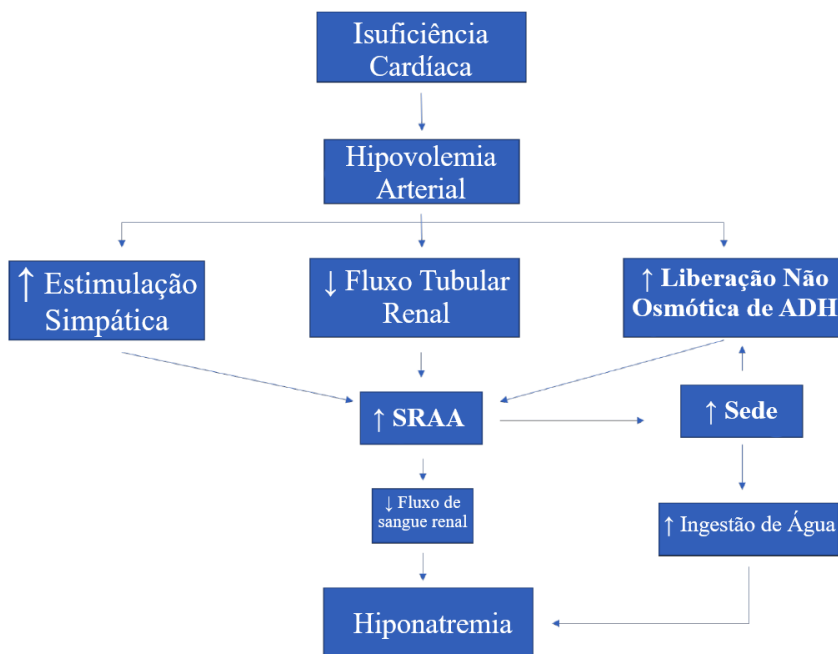 Isuficiência
Cardíaca
Hipovolemia
Arterial
↑ Estimulação
Simpática
↓ Fluxo Tubular
Renal
↑ Liberação Não
Osmótica de ADH
↑ SRAA
↑ Sede
↓ Fluxo de
sangue renal
↑ Ingestão de Água
Hiponatremia